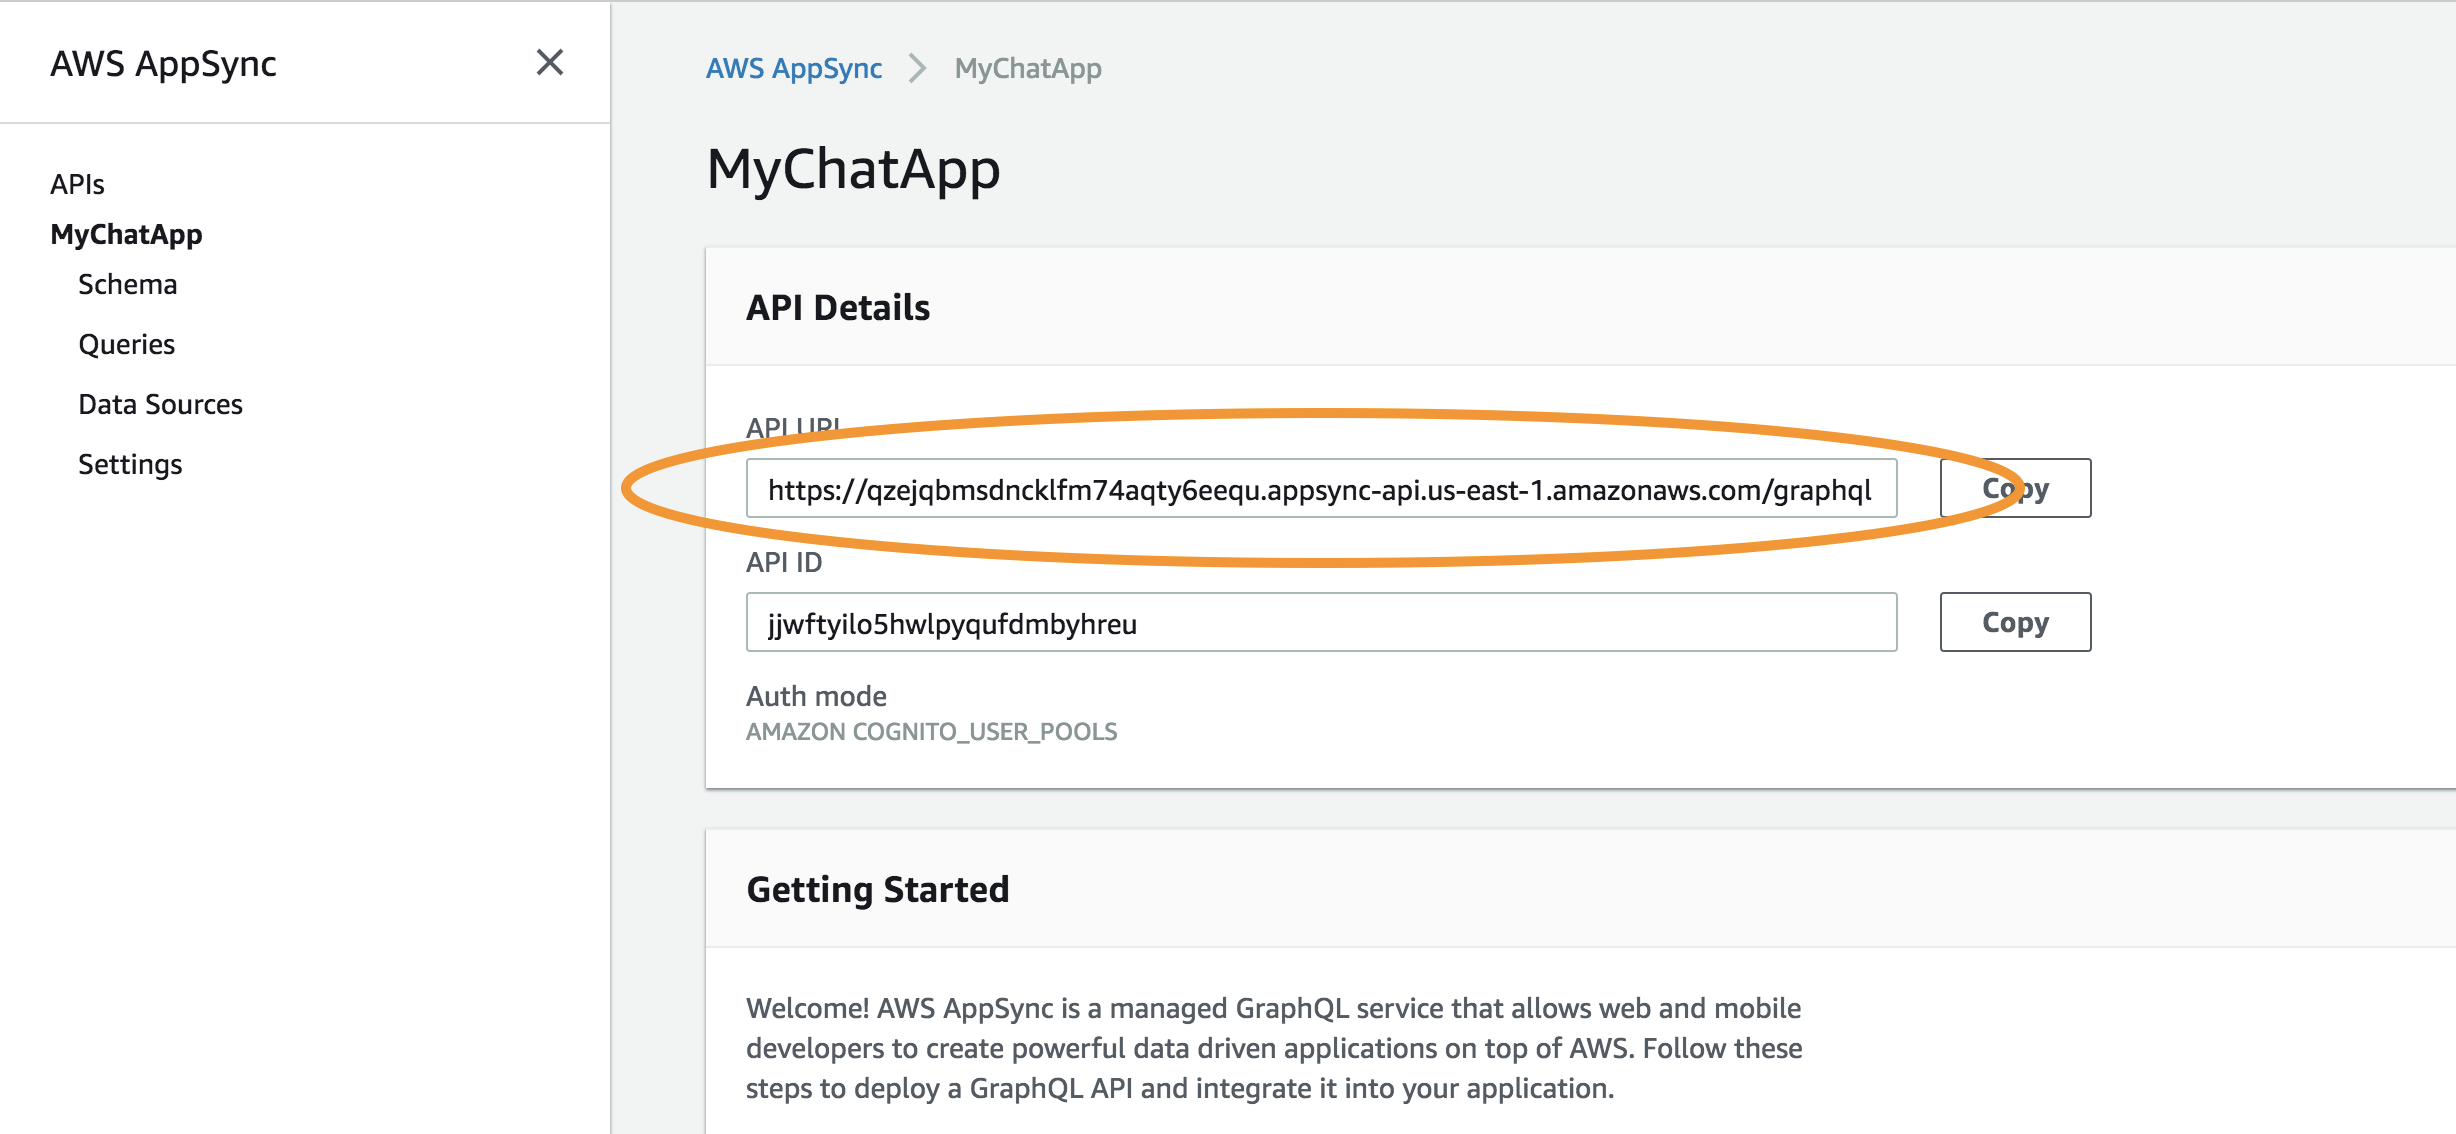 AWS AppSync
APIs
MyChatApp
Schema
Queries
Data Sources
Settings
AWS AppSync > MyChatApp
MyChatApp
API Details
API URL
https://qzejqbmsdncklfm74aqty6eequ.appsync-api.us-east-1.amazonaws.com/graphql
Copy
API ID
jjwftyilo5hwlpyqufdmbyhreu
Copy
Auth mode
AMAZON COGNITO_USER_POOLS
Getting Started
Welcome! AWS AppSync is a managed GraphQL service that allows web and mobile
developers to create powerful data driven applications on top of AWS. Follow these
steps to deploy a GraphQL API and integrate it into your application.